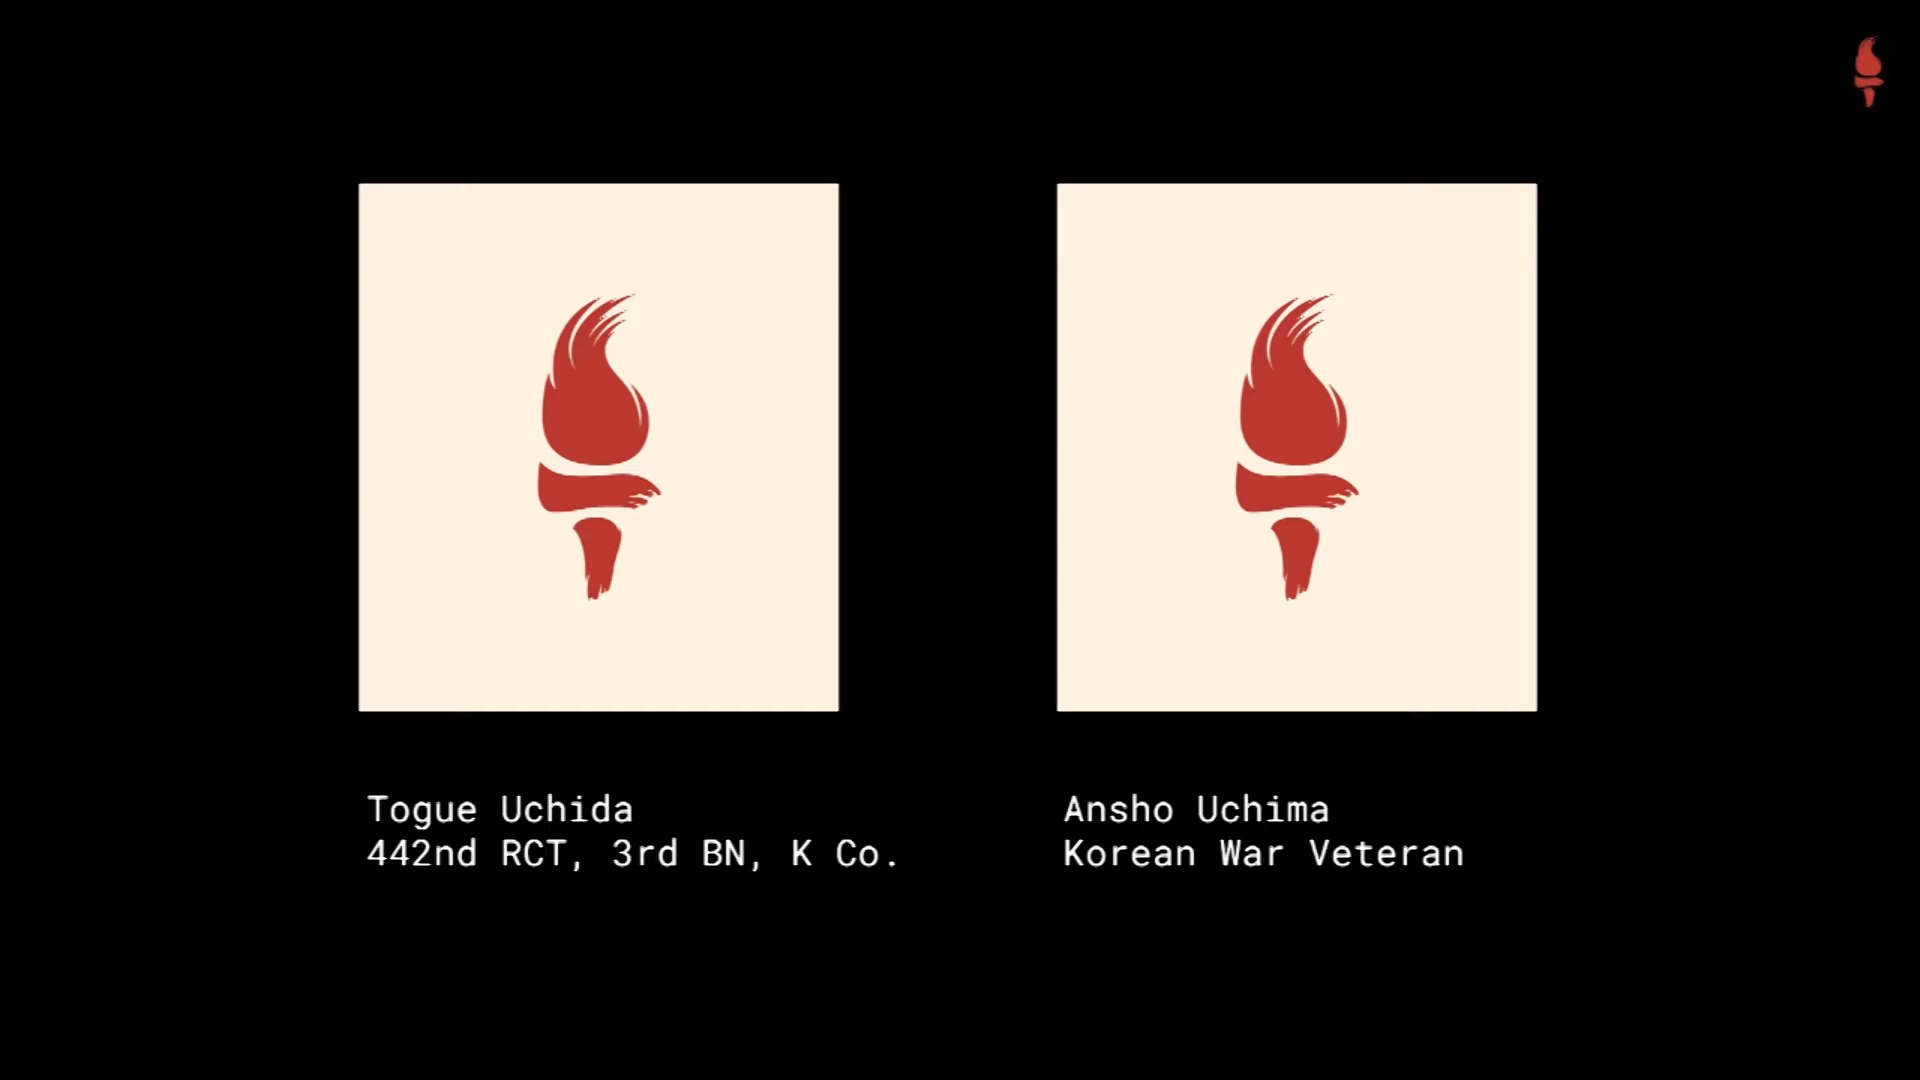 Togue Uchida
442nd RCT, 3rd BN, K Co.
Ansho Uchima
Korean War Veteran